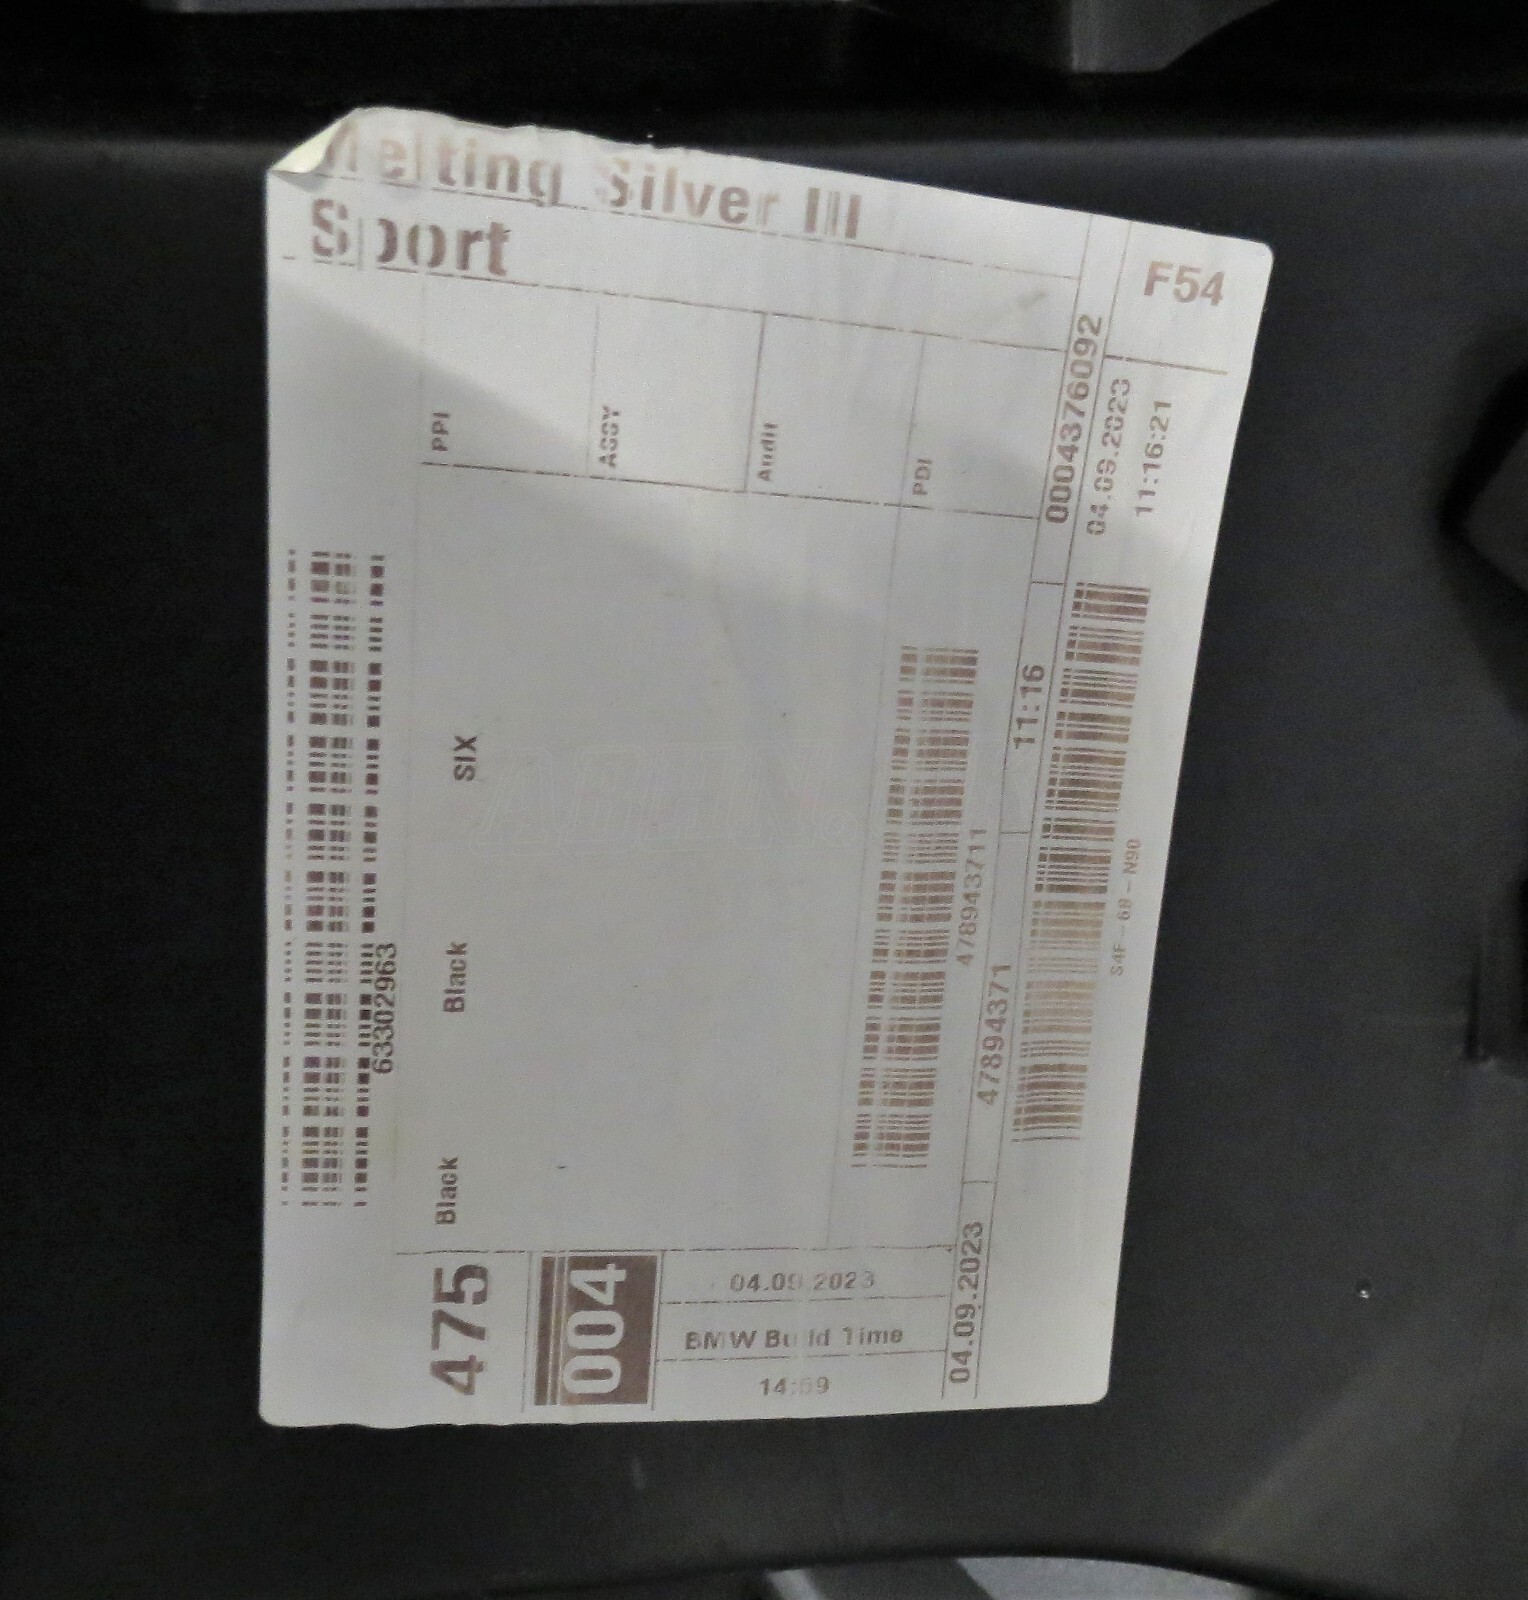 Melting Silver III
Sport
F54
PPI
ASSY
Audit
PDI
0004376092
04.09.2023
11:16:21
63302963
Black
Black
SIX
478943711
11:16
47894371
S4F-6B-N90
475
004
04.09.2023
BMW Build Time
14:59
04.09.2023